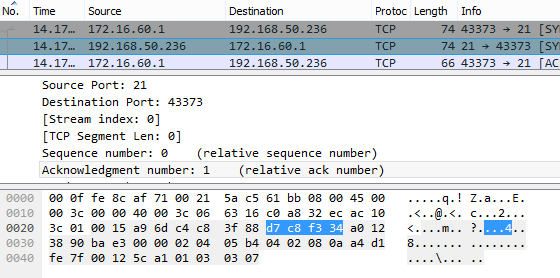 No. Time Source Destination Protoc Length Info
14.17... 172.16.60.1 192.168.50.236 TCP 74 43373 → 21 [SY
14.17... 192.168.50.236 172.16.60.1 TCP 74 21 → 43373 [SY
14.17... 172.16.60.1 192.168.50.236 TCP 66 43373 → 21 [AC
Source Port: 21
Destination Port: 43373
[Stream index: 0]
[TCP Segment Len: 0]
Sequence number: 0 (relative sequence number)
Acknowledgment number: 1 (relative ack number)
0000 00 0f fe 8c af 71 00 21 5a c5 61 bb 08 00 45 00 .....q.! Z.a...E.
0010 00 3c 00 00 40 00 3c 06 63 16 c0 a8 32 ec ac 10 .<..@.<. c...2...
0020 3c 01 00 15 a9 6d c4 c8 3f 88 d7 c8 f3 34 a0 12 <....m.. ?....4..
0030 38 90 ba e3 00 00 02 04 05 b4 04 02 08 0a a4 d1 8....... ........
0040 fe 7f 00 12 5c a1 01 03 03 07 ....\... ..